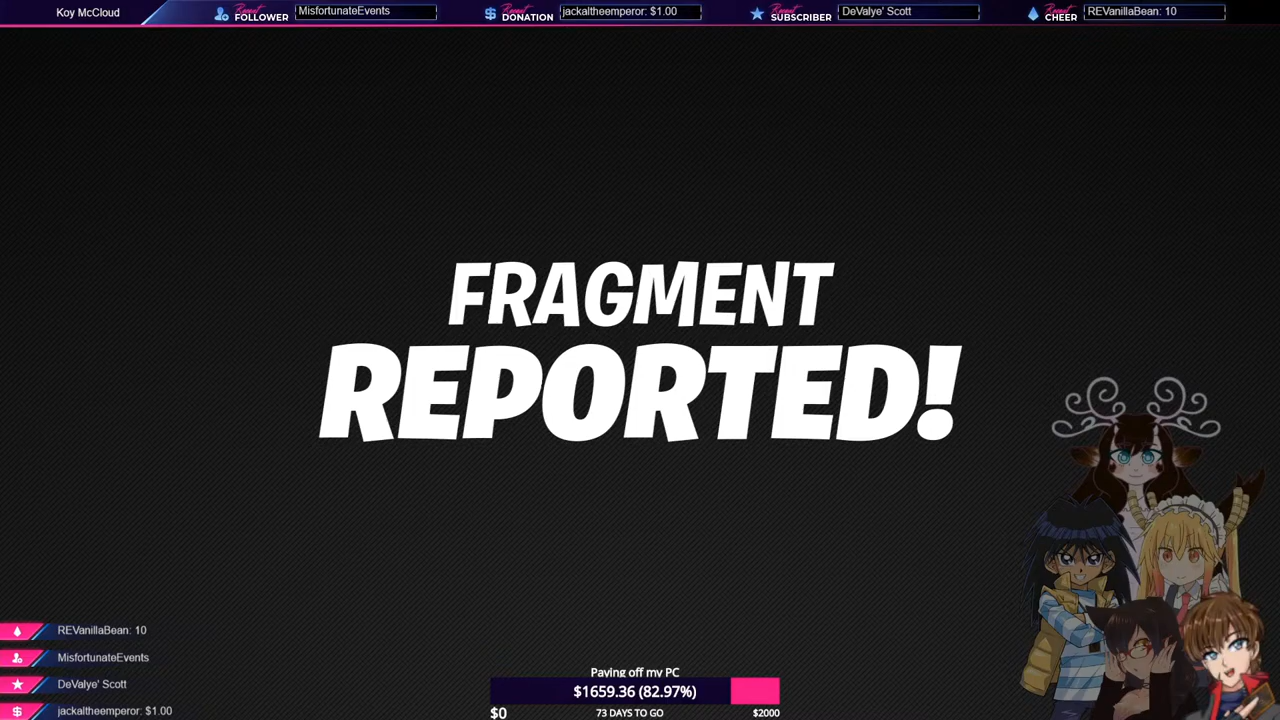 Koy McCloud
Recent
FOLLOWER
MisfortunateEvents
Recent
DONATION
jackaltheemperor: $1.00
Recent
SUBSCRIBER
DeValye' Scott
Recent
CHEER
REVanillaBean: 10
FRAGMENT
REPORTED!
REVanillaBean: 10
MisfortunateEvents
DeValye' Scott
jackaltheemperor: $1.00
Paying off my PC
$1659.36 (82.97%)
$0
73 DAYS TO GO
$2000